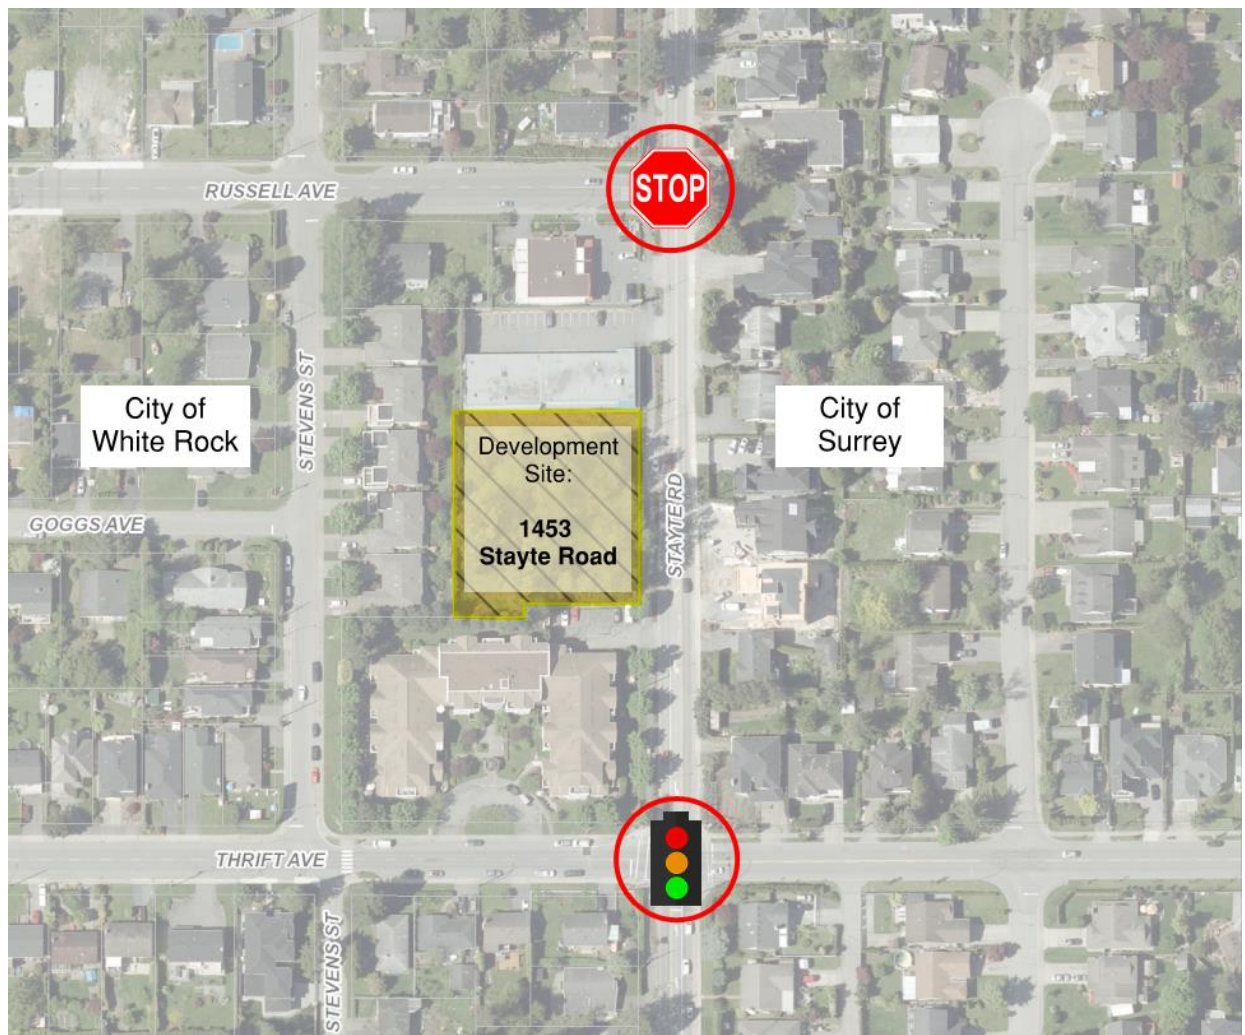 RUSSELL AVE
STOP
STEVENS ST
City of
White Rock
City of
Surrey
Development
Site:
1453
Stayte Road
STAYTE RD
GOGGS AVE
THRIFT AVE
STEVENS ST